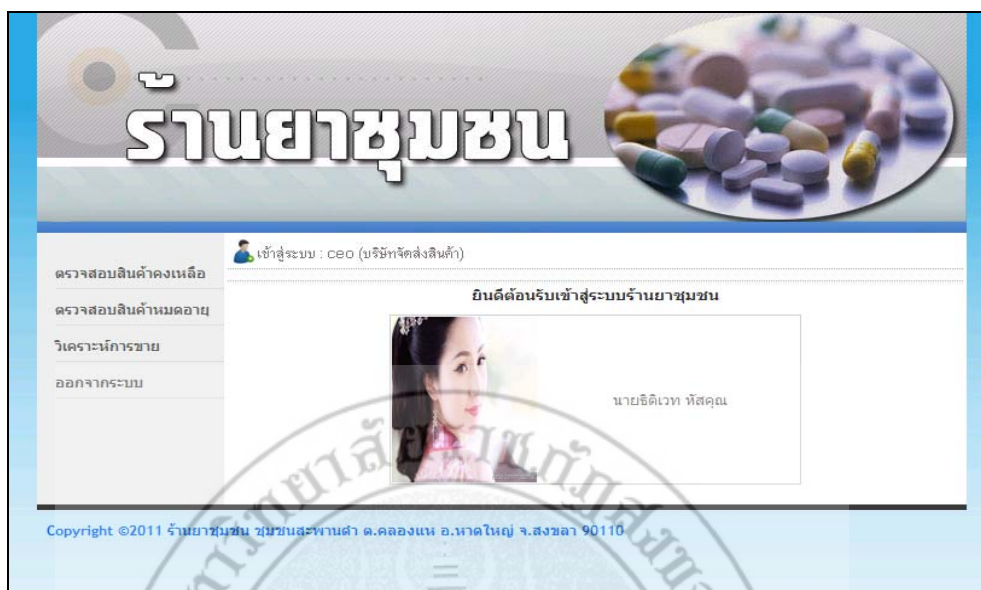 ร้านยาชุมชน
เข้าสู่ระบบ : ceo (บริษัทจัดส่งสินค้า)
ตรวจสอบสินค้าคงเหลือ
ตรวจสอบสินค้าหมดอายุ
วิเคราะห์การขาย
ออกจากระบบ
ยินดีต้อนรับเข้าสู่ระบบร้านยาชุมชน
นายธิติเวท หัสคุณ
Copyright ©2011 ร้านยาชุมชน ชุมชนสะพานดำ ต.คลองแห อ.หาดใหญ่ จ.สงขลา 90110